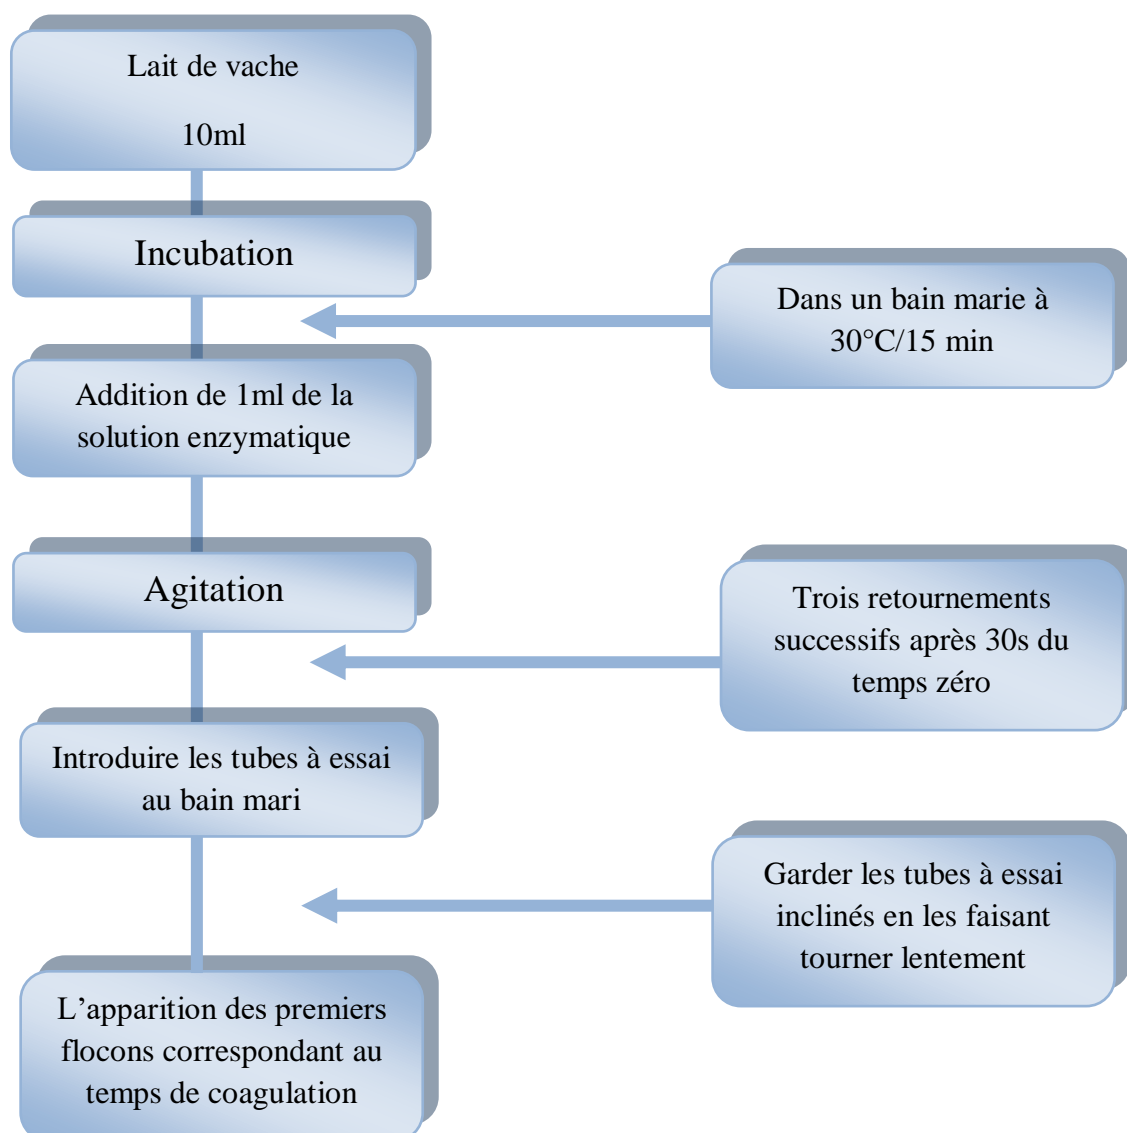 Lait de vache
10ml
Incubation
Dans un bain marie à
30°C/15 min
Addition de 1ml de la
solution enzymatique
Agitation
Trois retournements
successifs après 30s du
temps zéro
Introduire les tubes à essai
au bain mari
Garder les tubes à essai
inclinés en les faisant
tourner lentement
L’apparition des premiers
flocons correspondant au
temps de coagulation